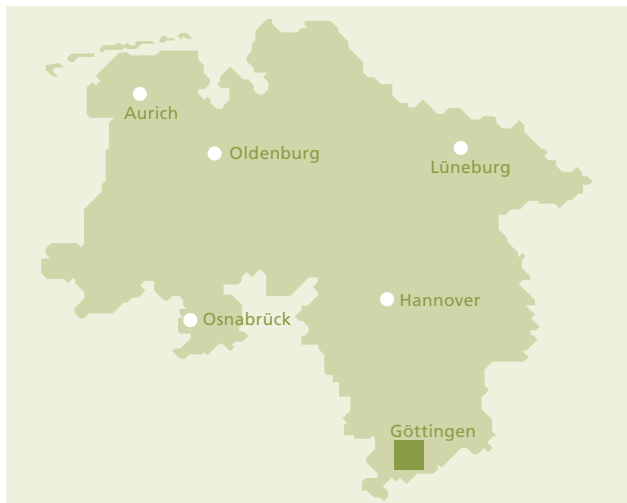 Aurich
Oldenburg
Lüneburg
Hannover
Osnabrück
Göttingen